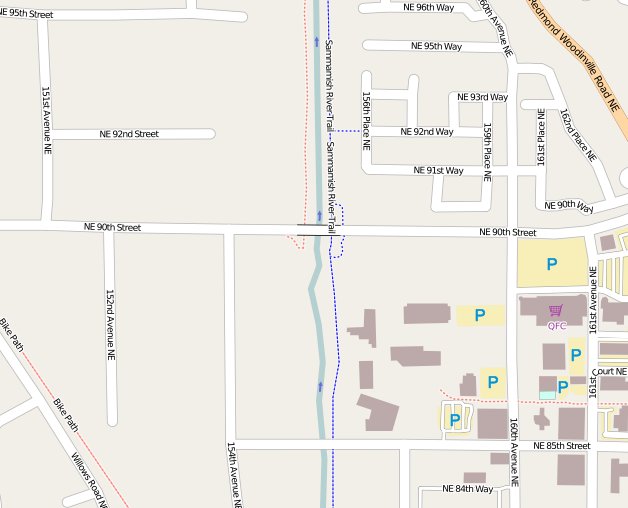 NE 95th Street
NE 96th Way
160th Avenue NE
Redmond Woodinville Road NE
NE 95th Way
Sammamish River-Trail
151st Avenue NE
156th Place NE
NE 93rd Way
NE 92nd Street
NE 92nd Way
159th Place NE
161st Place NE
162nd Place NE
Sammamish River-Trail
NE 91st Way
NE 90th Way
NE 90th Street
NE 90th Street
P
161st Avenue NE
152nd Avenue NE
P
QFC
Bike Path
P
161st Court NE
P
P
Bike Path
P
160th Avenue NE
NE 85th Street
154th Avenue NE
Willows Road NE
NE 84th Way